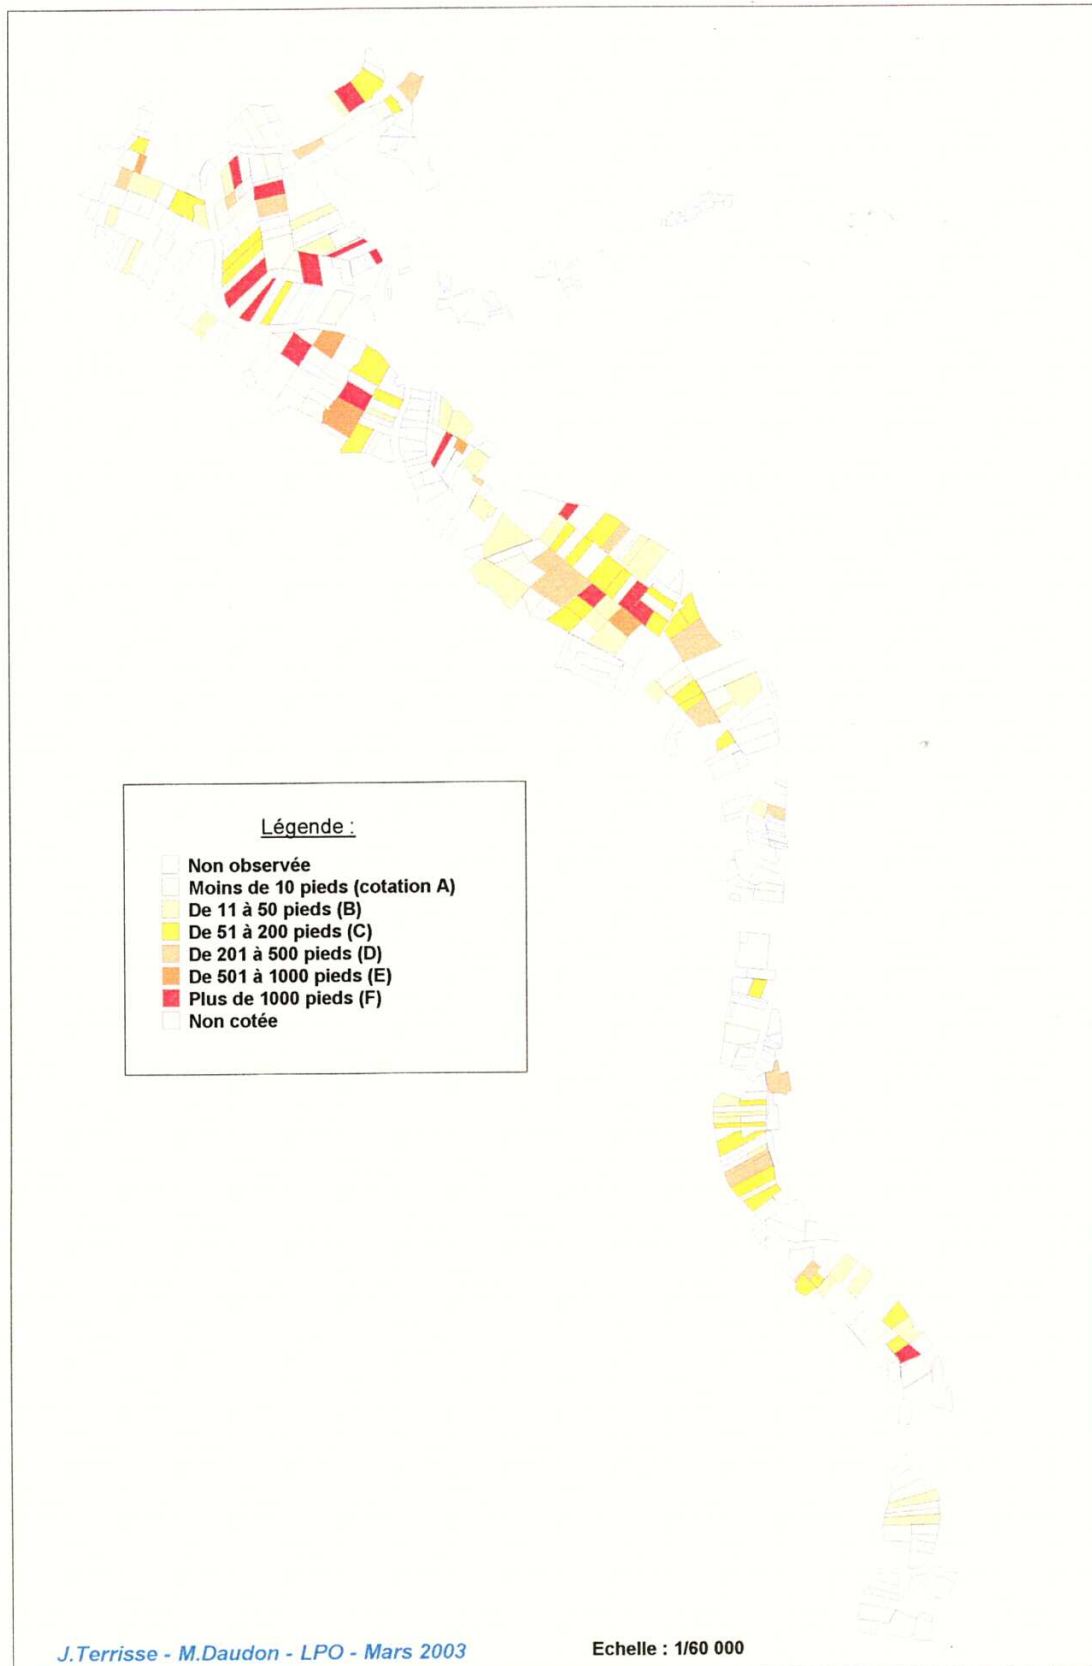 Légende :
Non observée
Moins de 10 pieds (cotation A)
De 11 à 50 pieds (B)
De 51 à 200 pieds (C)
De 201 à 500 pieds (D)
De 501 à 1000 pieds (E)
Plus de 1000 pieds (F)
Non cotée
J.Terrisse - M.Daudon - LPO - Mars 2003
Echelle : 1/60 000